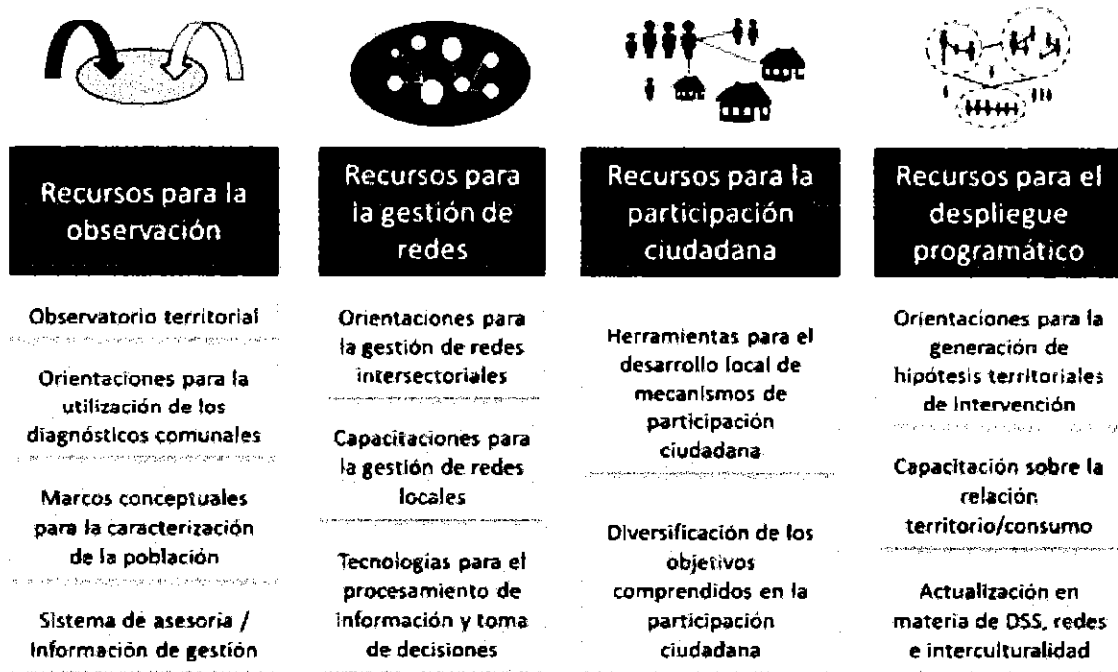 Recursos para la
observación
Observatorio territorial
Orientaciones para la
utilización de los
diagnósticos comunales
Marcos conceptuales
para la caracterización
de la población
Sistema de asesoria /
Información de gestión
Recursos para
la gestión de
redes
Orientaciones para
la gestión de redes
intersectoriales
Capacitaciones para
la gestión de redes
locales
Tecnologías para el
procesamiento de
información y toma
de decisiones
Recursos para la
participación
ciudadana
Herramientas para el
desarrollo local de
mecanismos de
participación
ciudadana
Diversificación de los
objetivos
comprendidos en la
participación
ciudadana
Recursos para el
despliegue
programático
Orientaciones para la
generación de
hipótesis territoriales
de intervención
Capacitación sobre la
relación
territorio/consumo
Actualización en
materia de DSS, redes
e interculturalidad